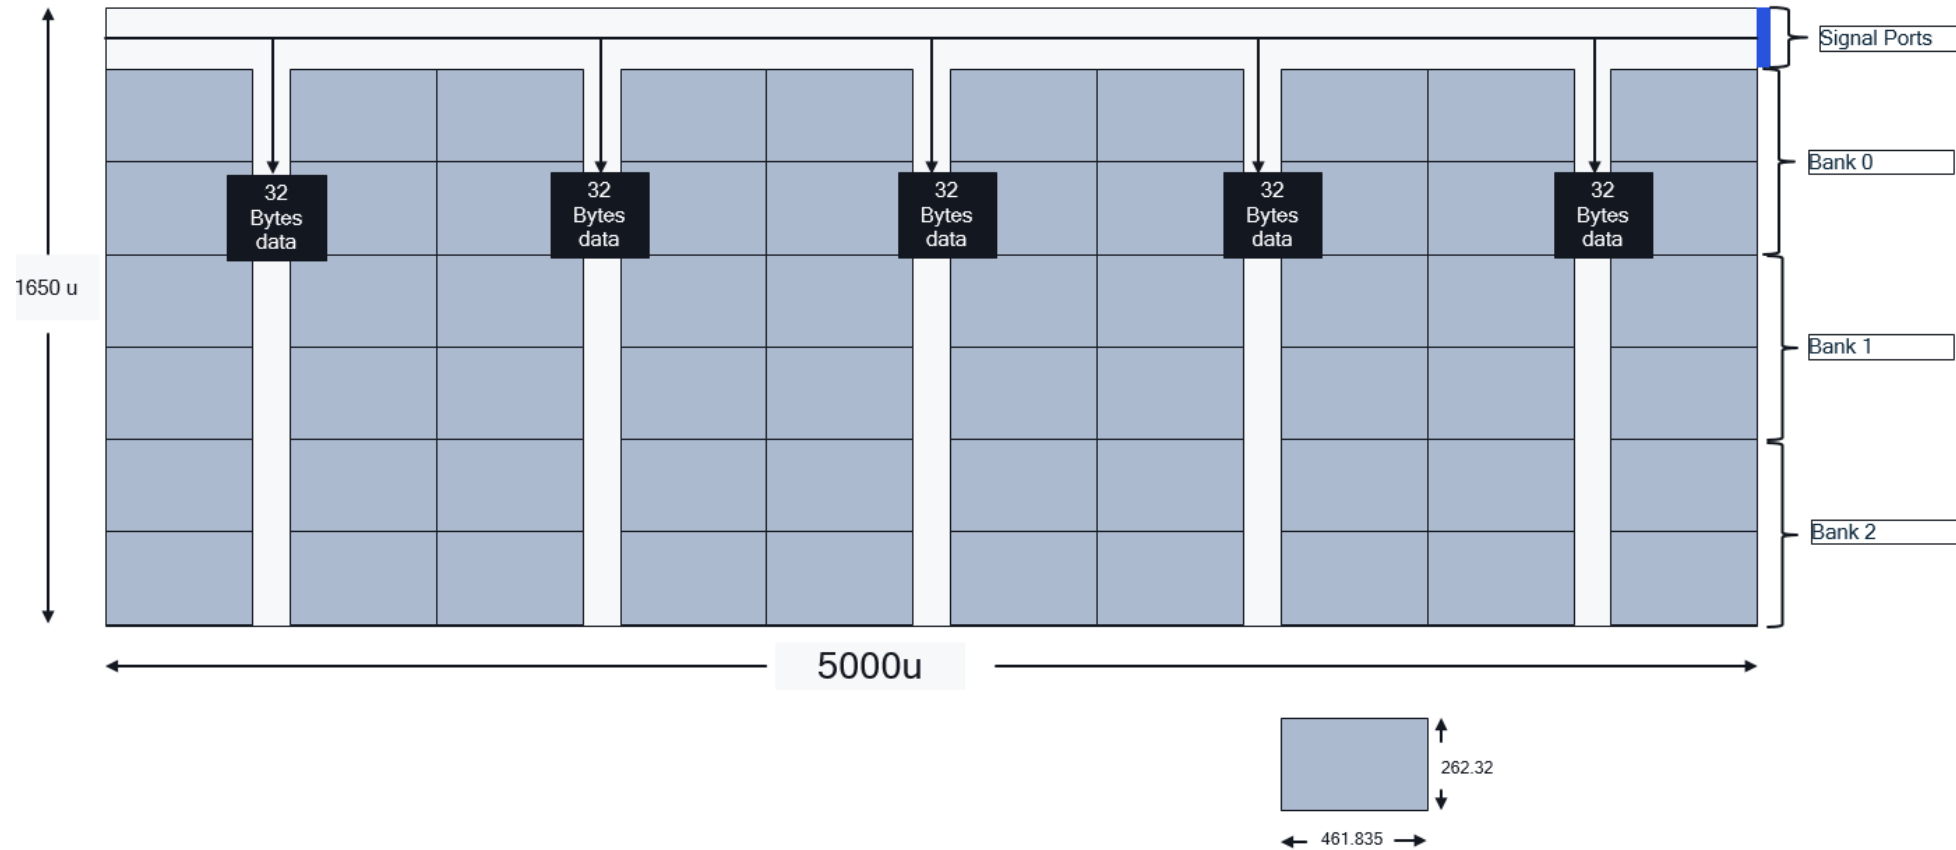 Signal Ports
Bank 0
32
Bytes
data
32
Bytes
data
32
Bytes
data
32
Bytes
data
32
Bytes
data
1650 u
Bank 1
Bank 2
5000u
262.32
461.835